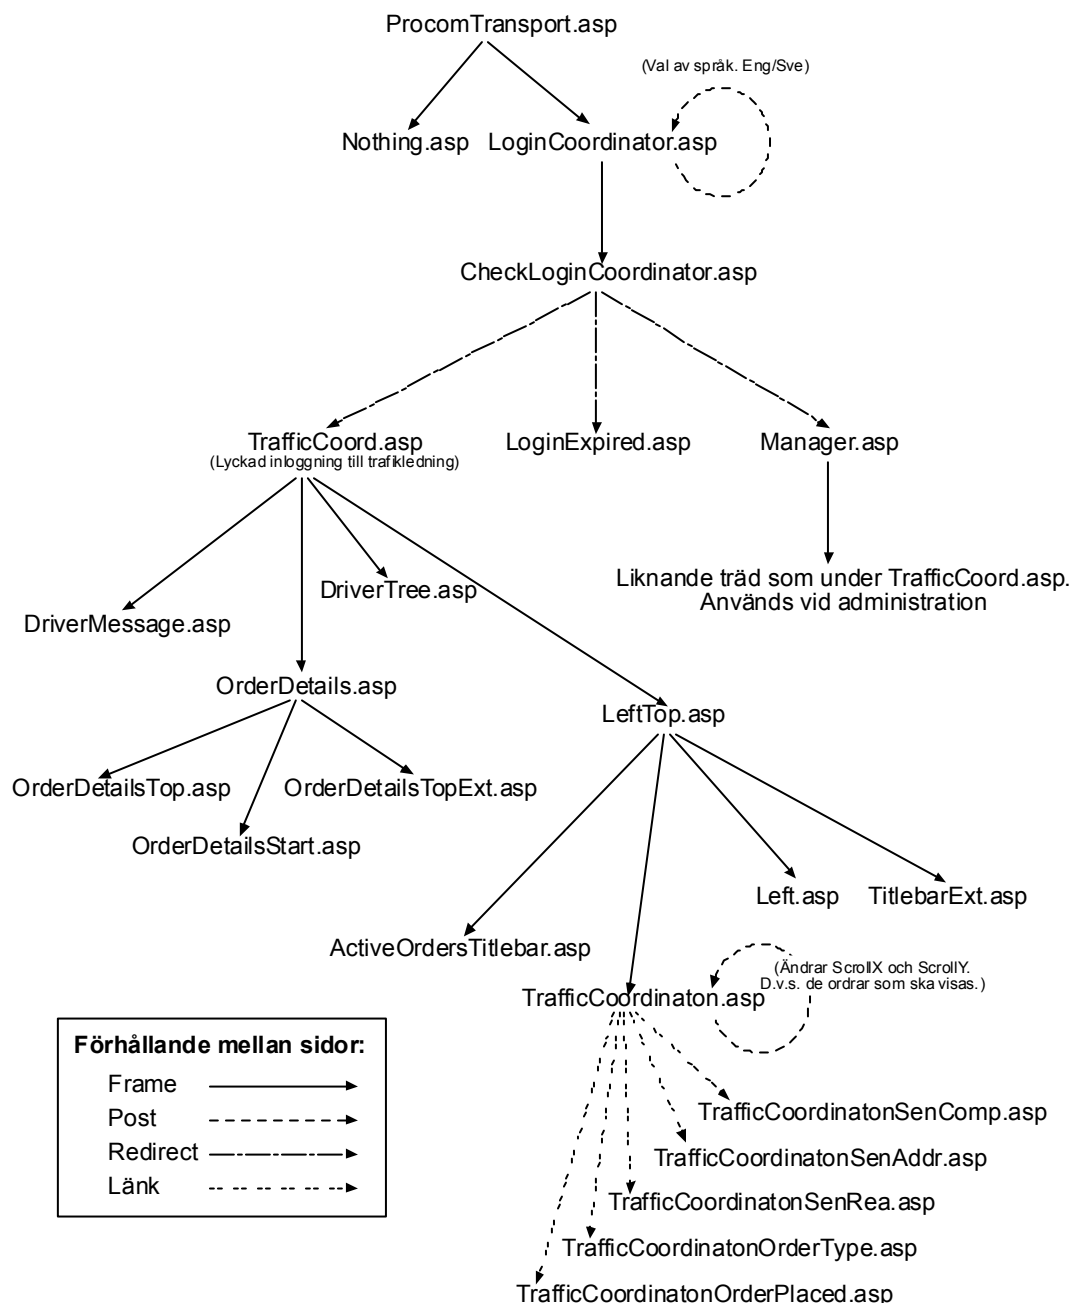 ProcomTransport.asp
(Val av språk. Eng/Sve)
Nothing.asp
LoginCoordinator.asp
CheckLoginCoordinator.asp
TrafficCoord.asp
(Lyckad inloggning till trafikledning)
LoginExpired.asp
Manager.asp
Liknande träd som under TrafficCoord.asp.
Används vid administration
DriverTree.asp
DriverMessage.asp
OrderDetails.asp
LeftTop.asp
OrderDetailsTop.asp
OrderDetailsTopExt.asp
OrderDetailsStart.asp
Left.asp
TitlebarExt.asp
ActiveOrdersTitlebar.asp
(Ändrar ScrollX och ScrollY.
D.v.s. de ordrar som ska visas.)
TrafficCoordinaton.asp
Förhållande mellan sidor:
Frame
Post
Redirect
Länk
TrafficCoordinatonSenComp.asp
TrafficCoordinatonSenAddr.asp
TrafficCoordinatonSenRea.asp
TrafficCoordinatonOrderType.asp
TrafficCoordinatonOrderPlaced.asp